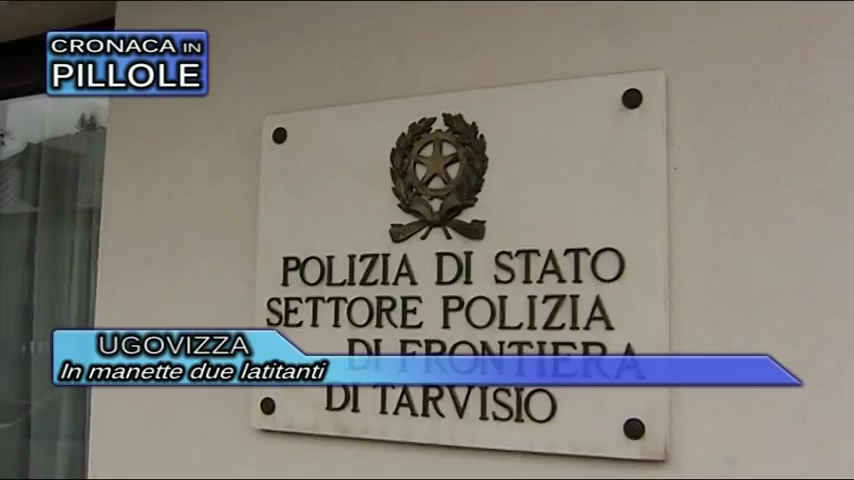 CRONACA IN
PILLOLE
POLIZIA DI STATO
SETTORE POLIZIA
DI FRONTIERA
DI TARVISIO
UGOVIZZA
In manette due latitanti